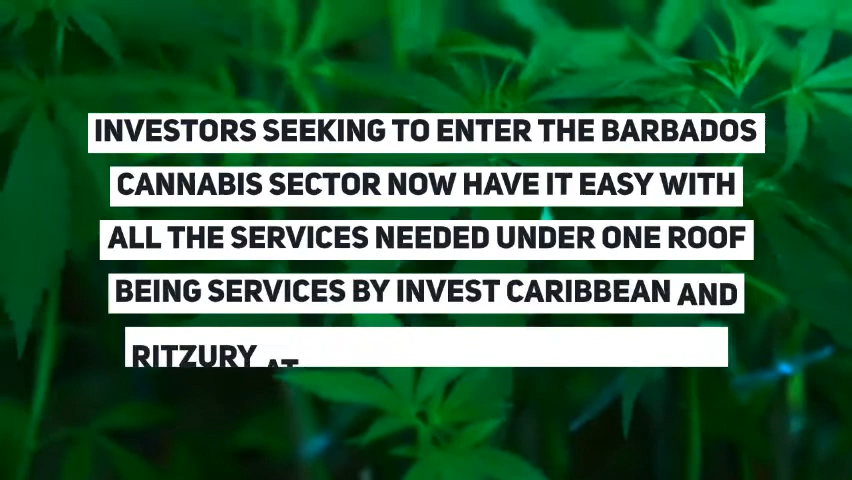 INVESTORS SEEKING TO ENTER THE BARBADOS
CANNABIS SECTOR NOW HAVE IT EASY WITH
ALL THE SERVICES NEEDED UNDER ONE ROOF
BEING SERVICES BY INVEST CARIBBEAN AND
RITZURY AT